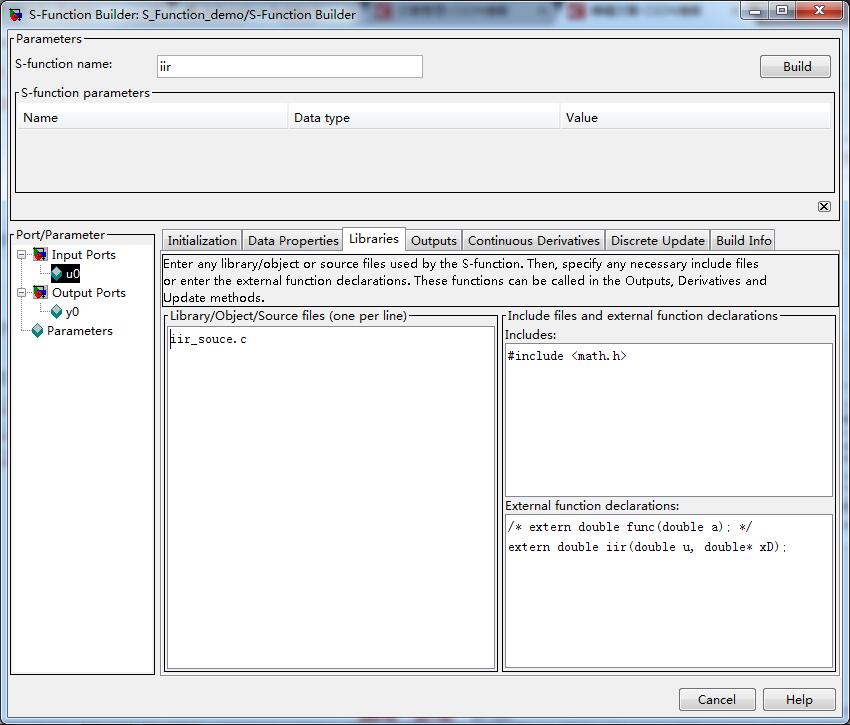 S-Function Builder: S_Function_demo/S-Function Builder
Parameters
S-function name:
iir
Build
S-function parameters
Name Data type Value
Port/Parameter
Input Ports
u0
Output Ports
y0
Parameters
Initialization Data Properties Libraries Outputs Continuous Derivatives Discrete Update Build Info
Enter any library/object or source files used by the S-function. Then, specify any necessary include files
or enter the external function declarations. These functions can be called in the Outputs, Derivatives and
Update methods.
Library/Object/Source files (one per line)
iir_souce.c
Include files and external function declarations
Includes:
#include <math.h>
External function declarations:
/* extern double func(double a); */
extern double iir(double u, double* xD);
Cancel Help